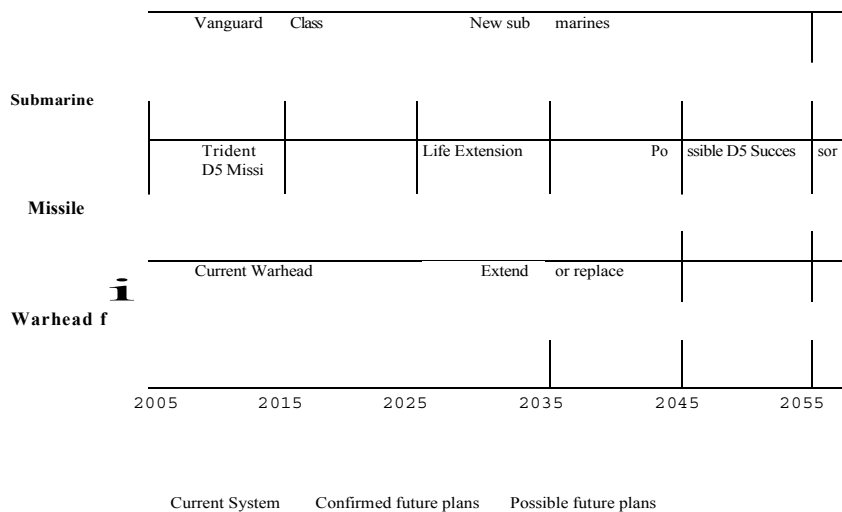 Vanguard Class New sub marines
Submarine
Trident Life Extension Po ssible D5 Succes sor
D5 Missi
Missile
Current Warhead Extend or replace
i
Warhead f
2005 2015 2025 2035 2045 2055
Current System Confirmed future plans Possible future plans